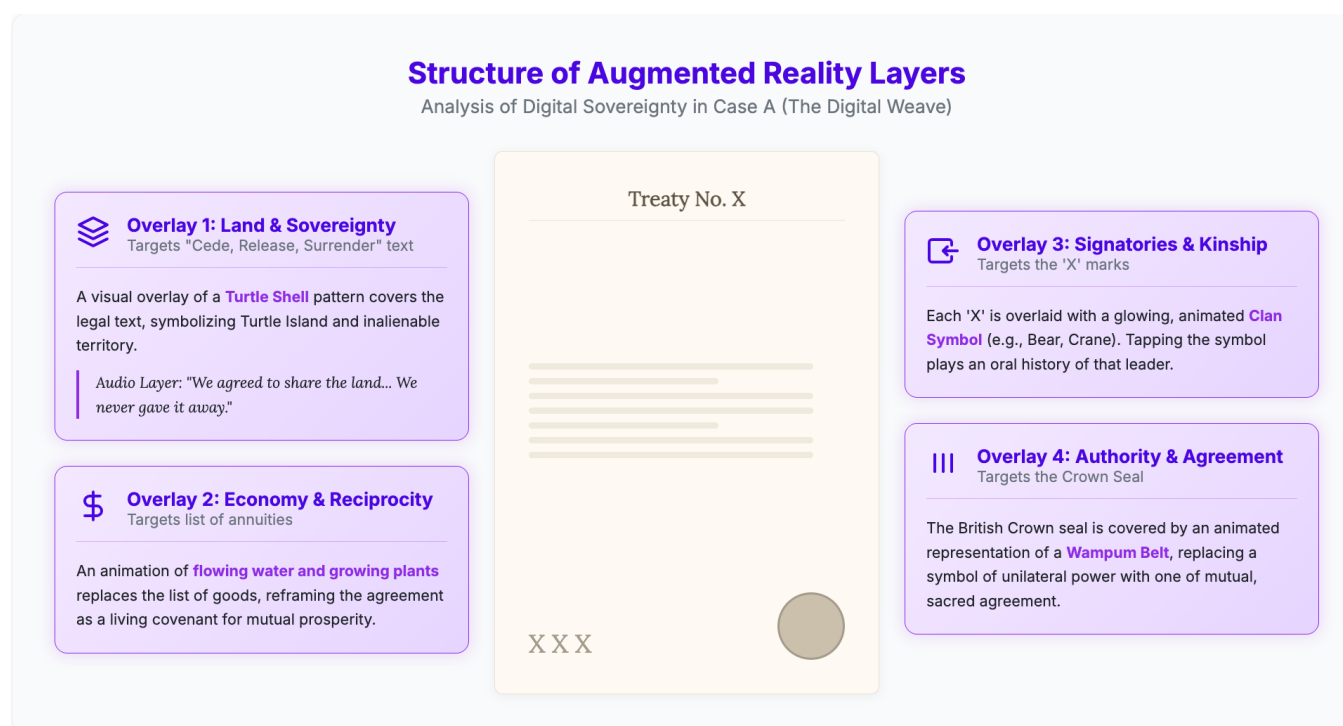 Structure of Augmented Reality Layers
Analysis of Digital Sovereignty in Case A (The Digital Weave)
Overlay 1: Land & Sovereignty
Targets "Cede, Release, Surrender" text
A visual overlay of a Turtle Shell pattern covers the
legal text, symbolizing Turtle Island and inalienable
territory.
Audio Layer: "We agreed to share the land... We
never gave it away."
Overlay 2: Economy & Reciprocity
Targets list of annuities
An animation of flowing water and growing plants
replaces the list of goods, reframing the agreement
as a living covenant for mutual prosperity.
Treaty No. X
X X X
Overlay 3: Signatories & Kinship
Targets the 'X' marks
Each 'X' is overlaid with a glowing, animated Clan
Symbol (e.g., Bear, Crane). Tapping the symbol
plays an oral history of that leader.
Overlay 4: Authority & Agreement
Targets the Crown Seal
The British Crown seal is covered by an animated
representation of a Wampum Belt, replacing a
symbol of unilateral power with one of mutual,
sacred agreement.